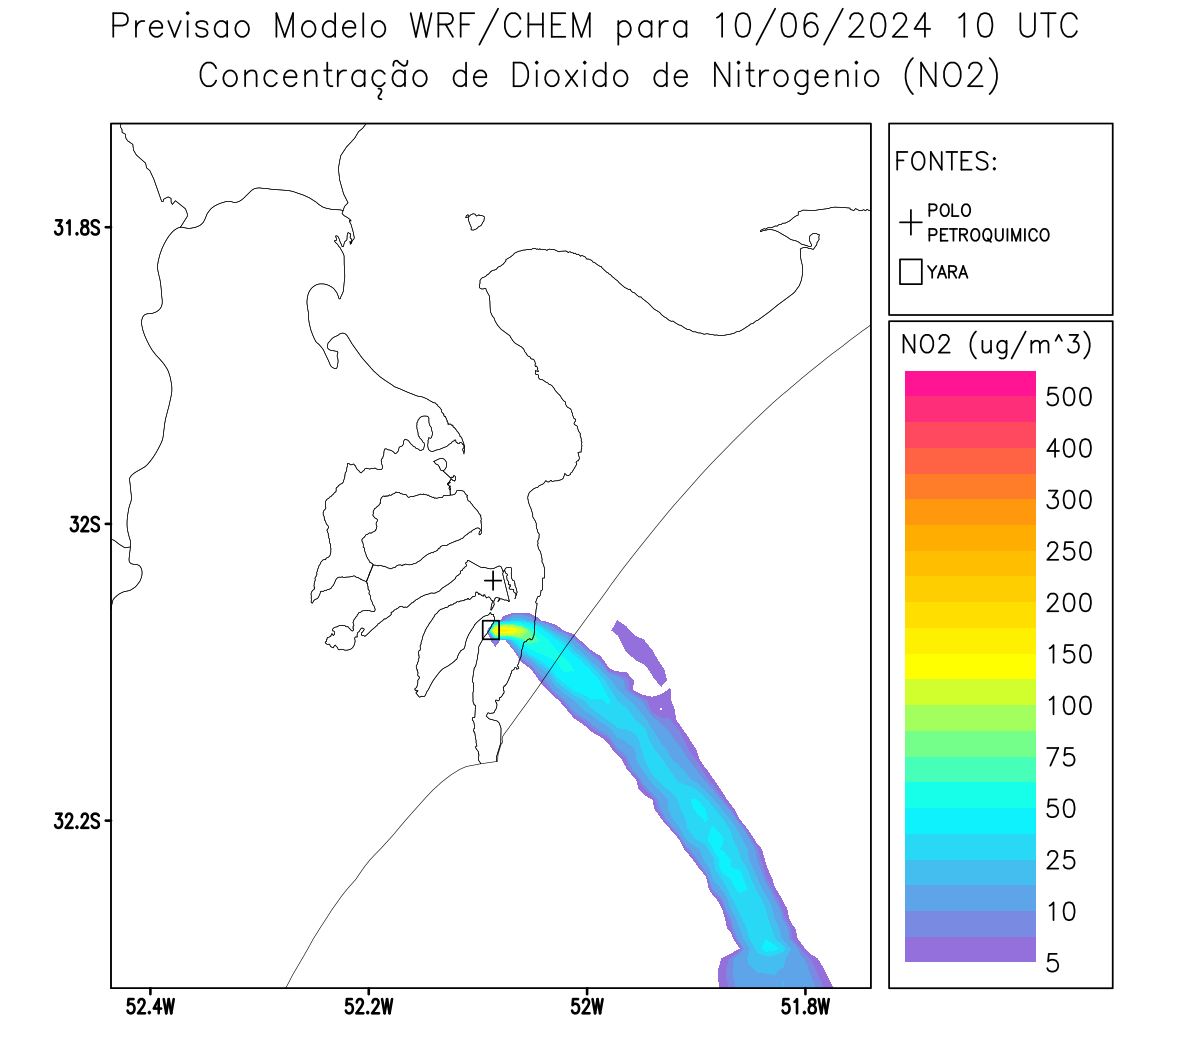 Previsao Modelo WRF/CHEM para 10/06/2024 10 UTC
Concentração de Dioxido de Nitrogenio (NO2)
FONTES:
POLO
PETROQUIMICO
YARA
NO2 (ug/m^3)
500
400
300
250
200
150
100
75
50
25
10
5
31.8S
32S
32.2S
52.4W
52.2W
52W
51.8W